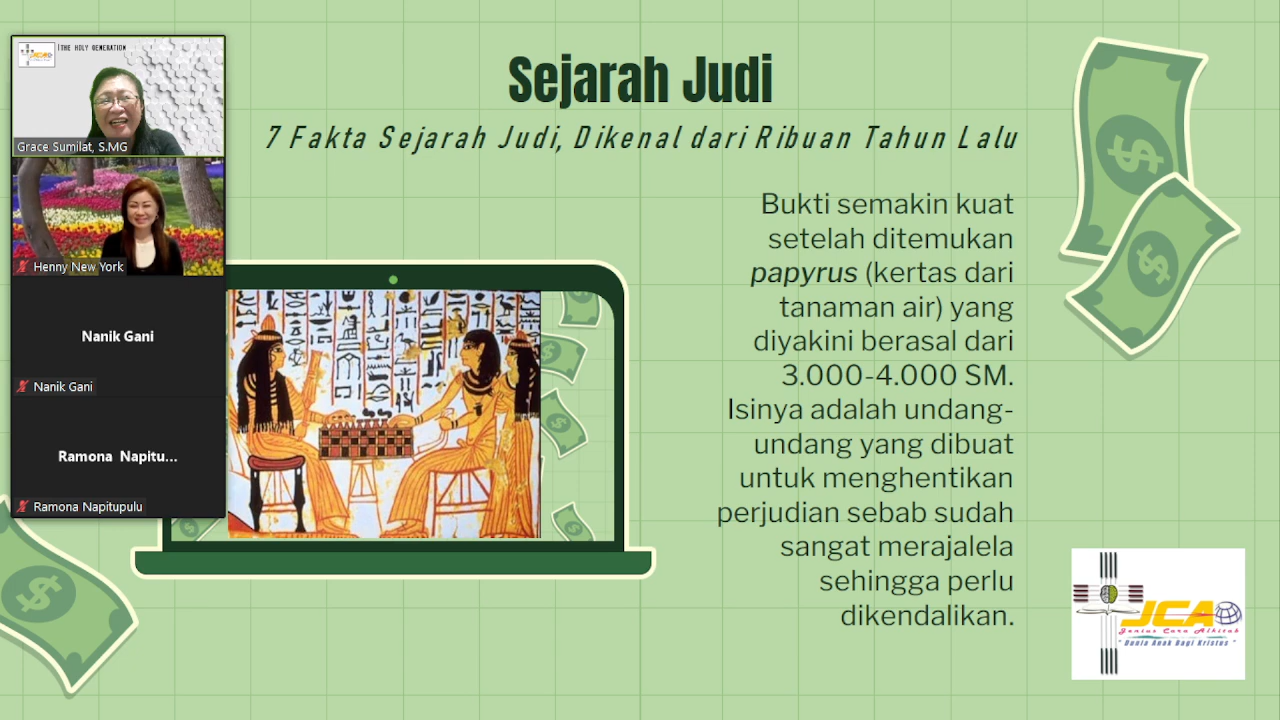 THE HOLY GENERATION
Grace Sumilat, S.MG
Henny New York
Nanik Gani
Nanik Gani
Ramona Napitu...
Ramona Napitupulu
Sejarah Judi
7 Fakta Sejarah Judi, Dikenal dari Ribuan Tahun Lalu
Bukti semakin kuat
setelah ditemukan
papyrus (kertas dari
tanaman air) yang
diyakini berasal dari
3.000-4.000 SM.
Isinya adalah undang-
undang yang dibuat
untuk menghentikan
perjudian sebab sudah
sangat merajalela
sehingga perlu
dikendalikan.
JCA
Jenius Cara Alkitab
"Dunia Anak Bagi Kristus"